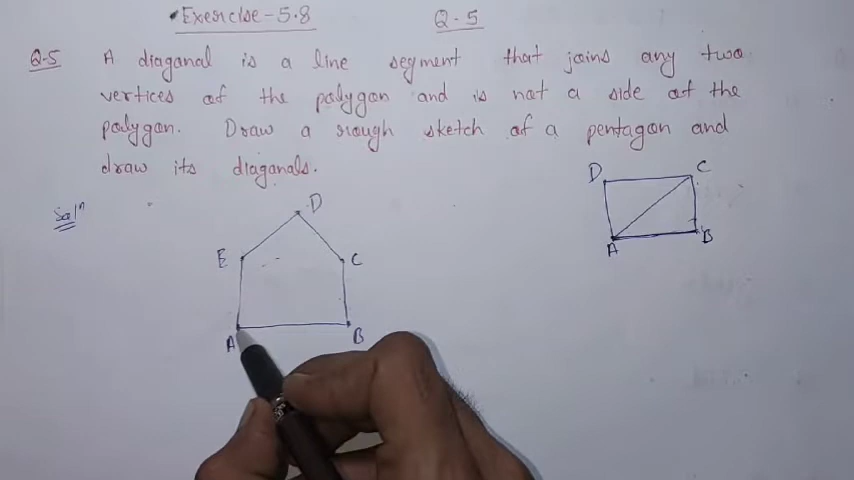 Exercise-5.8 Q-5
Q-5 A diagonal is a line segment that joins any two
vertices of the polygon and is not a side of the
polygon. Draw a rough sketch of a pentagon and
draw its diagonals.
Solⁿ
D
E
C
A
B
D
C
A
B